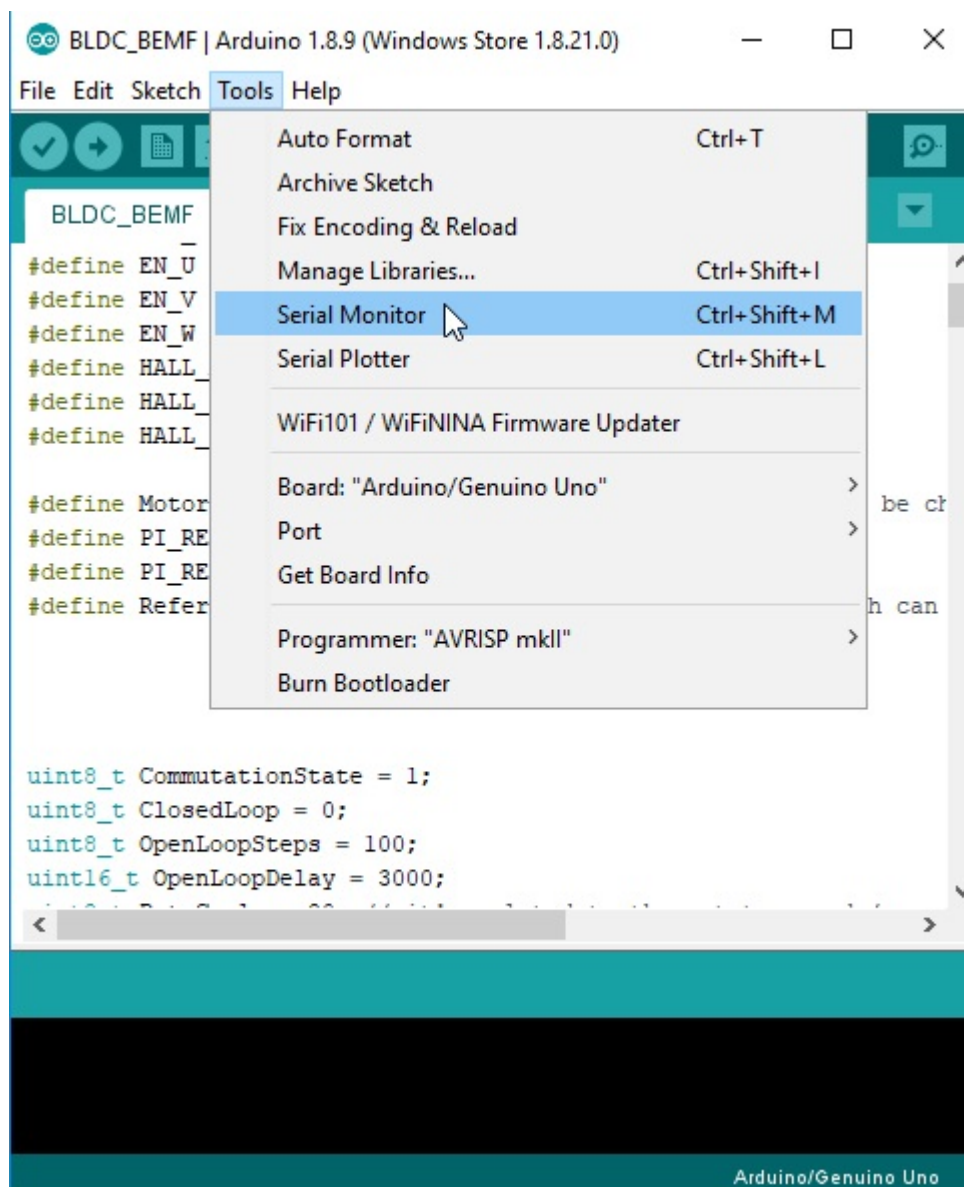 BLDC_BEMF | Arduino 1.8.9 (Windows Store 1.8.21.0)
File Edit Sketch Tools Help
Auto Format Ctrl+T
Archive Sketch
BLDC_BEMF
Fix Encoding & Reload
#define EN_U
Manage Libraries... Ctrl+Shift+I
#define EN_V
Serial Monitor Ctrl+Shift+M
#define EN_W
Serial Plotter Ctrl+Shift+L
#define HALL_
#define HALL_
WiFi101 / WiFiNINA Firmware Updater
#define HALL_
Board: "Arduino/Genuino Uno"
#define Motor be ch
Port
#define PI_RE
Get Board Info
#define PI_RE
#define Refer h can
Programmer: "AVRISP mkII"
Burn Bootloader
uint8_t CommutationState = 1;
uint8_t ClosedLoop = 0;
uint8_t OpenLoopSteps = 100;
uint16_t OpenLoopDelay = 3000;
Arduino/Genuino Uno